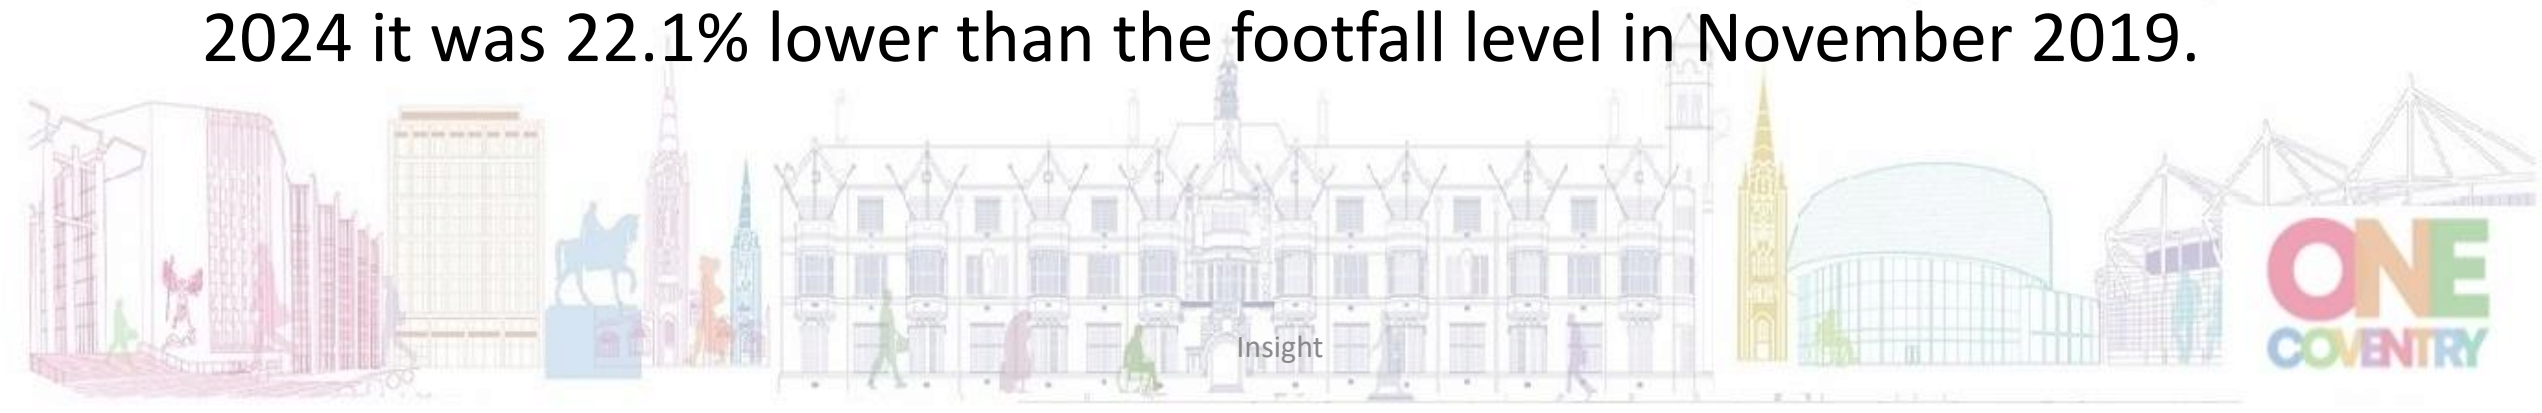 2024 it was 22.1% lower than the footfall level in November 2019.
Insight
ONE
COVENTRY